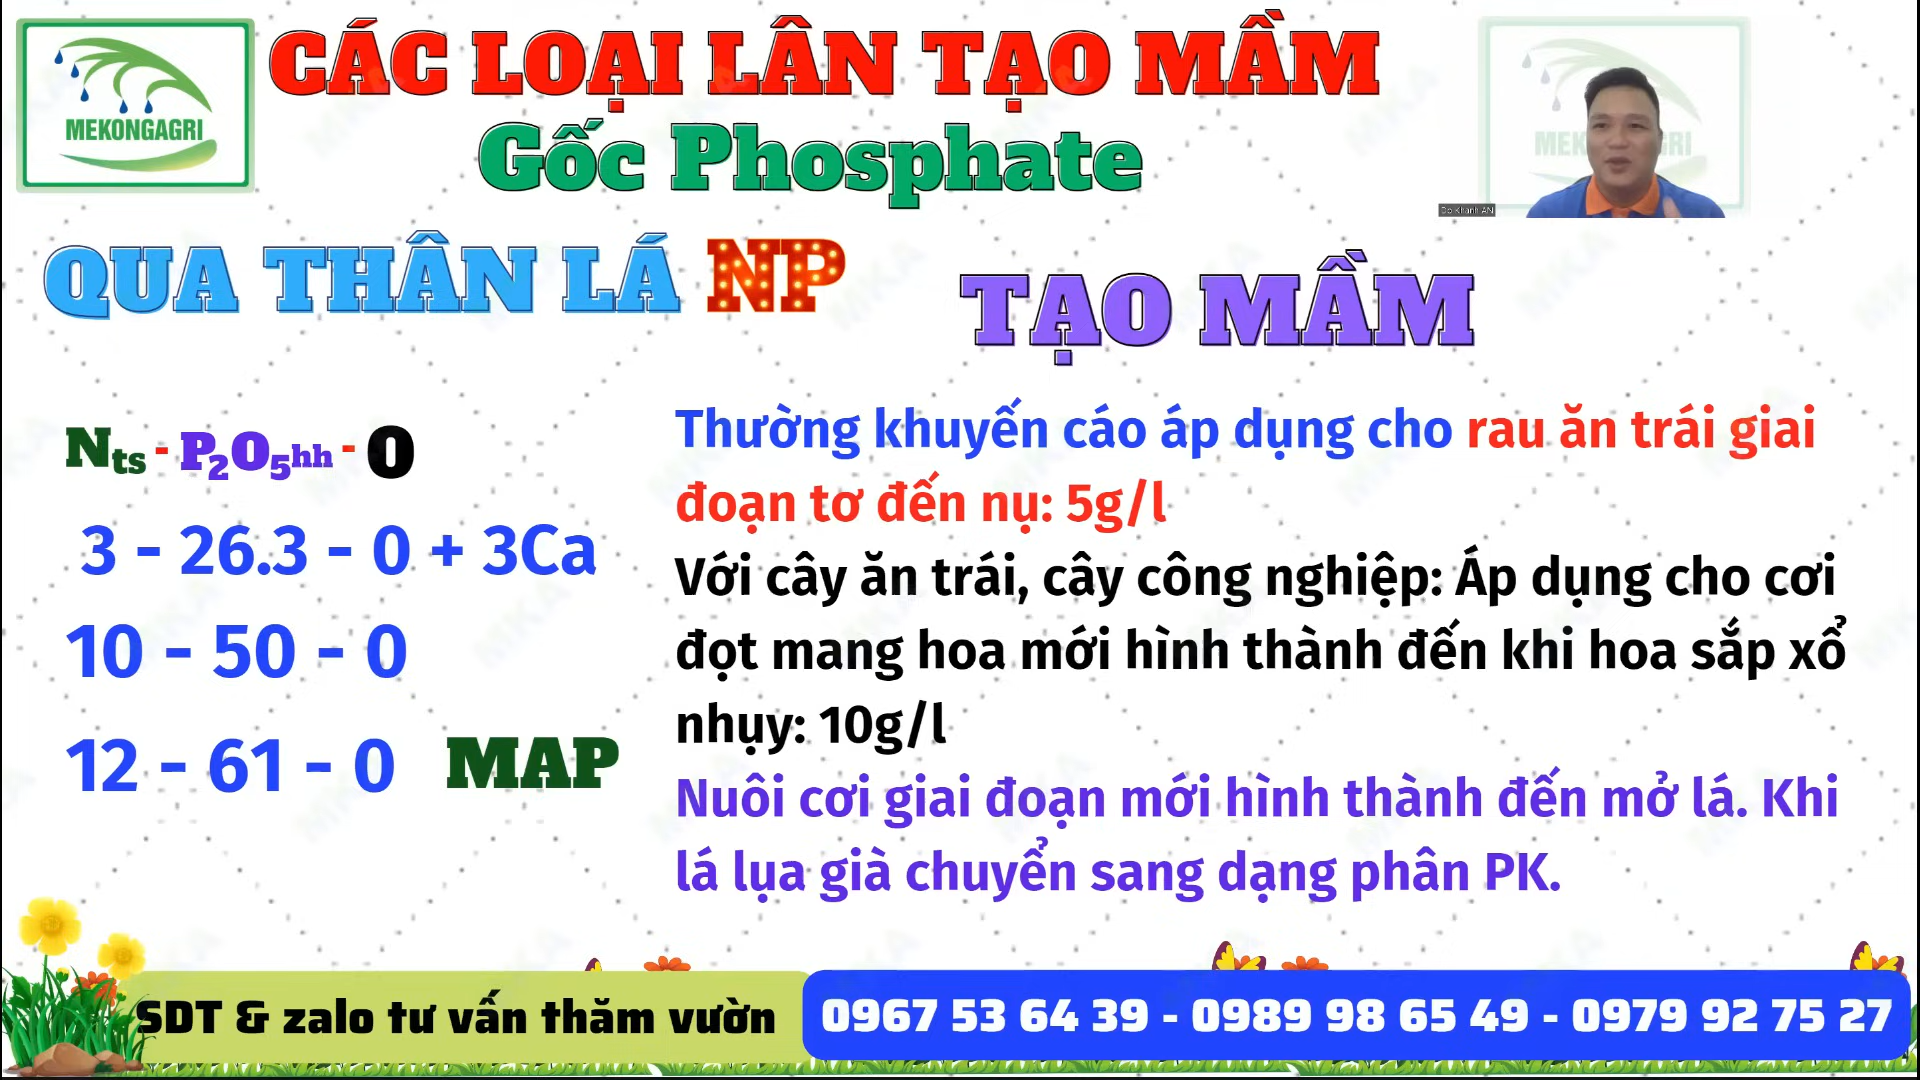 MEKONGAGRI
CÁC LOẠI LÂN TẠO MẦM
Gốc Phosphate
Do Khanh AN
QUA THÂN LÁ NP
TẠO MẦM
Nts - P2O5hh - 0
3 - 26.3 - 0 + 3Ca
10 - 50 - 0
12 - 61 - 0 MAP
Thường khuyến cáo áp dụng cho rau ăn trái giai
đoạn tơ đến nụ: 5g/l
Với cây ăn trái, cây công nghiệp: Áp dụng cho cơi
đọt mang hoa mới hình thành đến khi hoa sắp xổ
nhụy: 10g/l
Nuôi cơi giai đoạn mới hình thành đến mở lá. Khi
lá lụa già chuyển sang dạng phân PK.
SDT & zalo tư vấn thăm vườn
0967 53 64 39 - 0989 98 65 49 - 0979 92 75 27